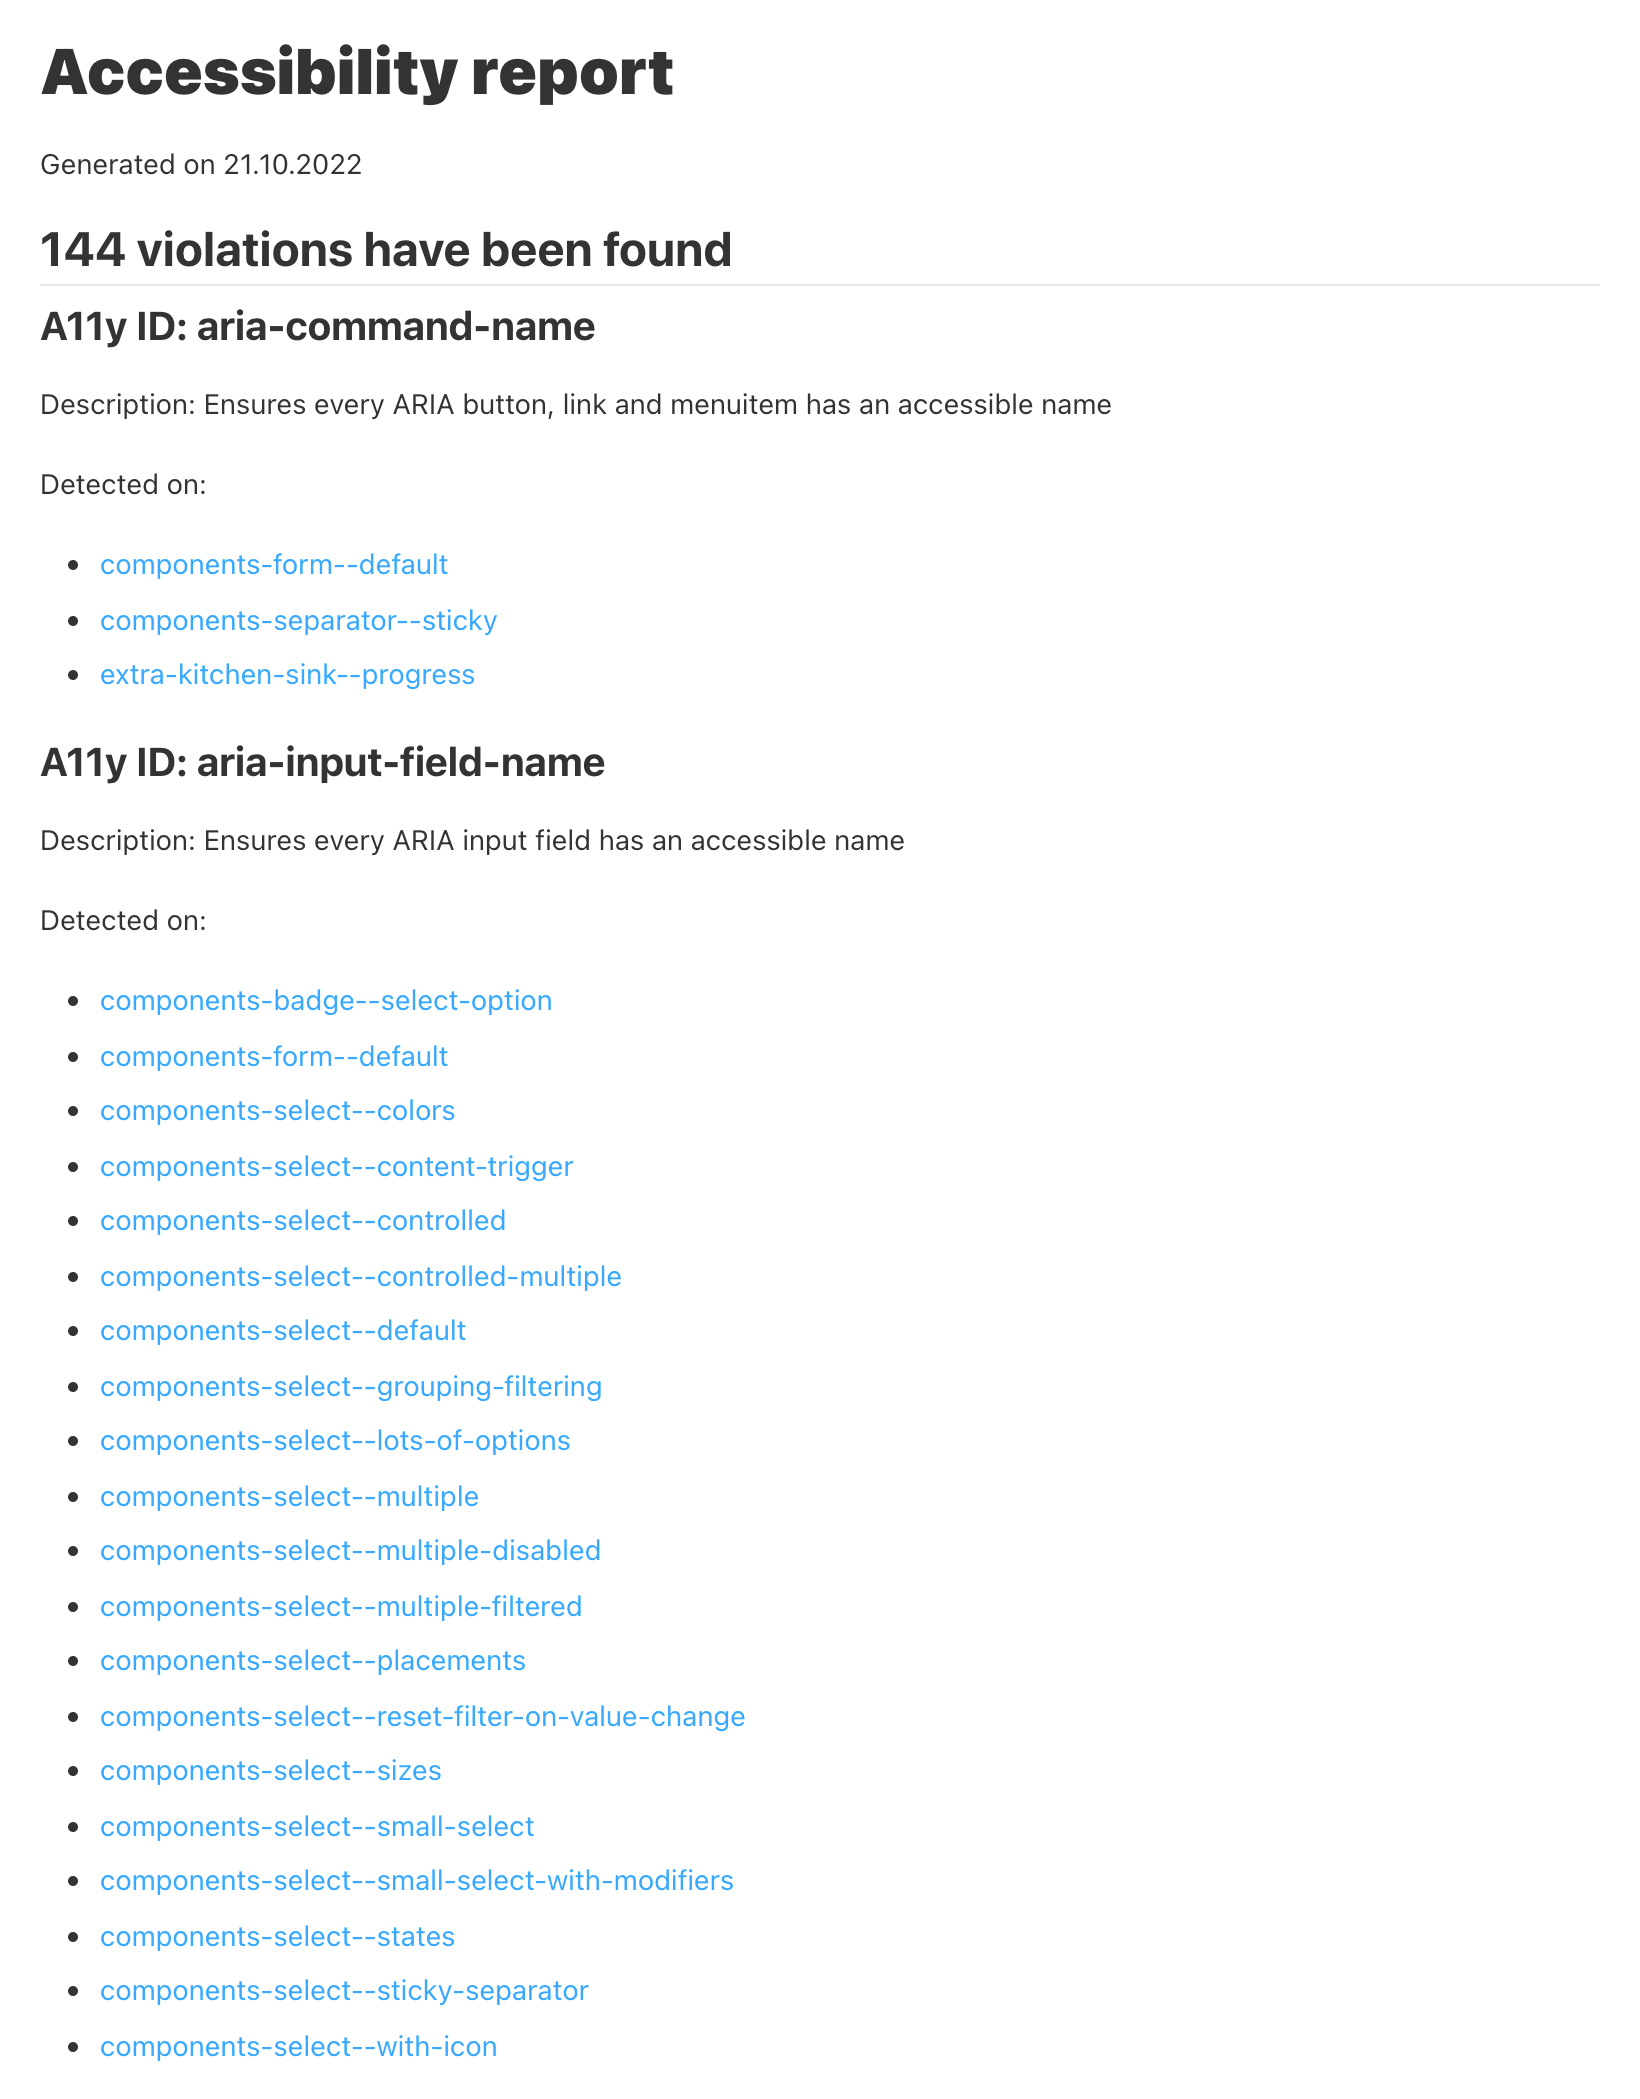 Accessibility report
Generated on 21.10.2022
144 violations have been found
A11y ID: aria-command-name
Description: Ensures every ARIA button, link and menuitem has an accessible name
Detected on:
components-form--default
components-separator--sticky
extra-kitchen-sink--progress
A11y ID: aria-input-field-name
Description: Ensures every ARIA input field has an accessible name
Detected on:
components-badge--select-option
components-form--default
components-select--colors
components-select--content-trigger
components-select--controlled
components-select--controlled-multiple
components-select--default
components-select--grouping-filtering
components-select--lots-of-options
components-select--multiple
components-select--multiple-disabled
components-select--multiple-filtered
components-select--placements
components-select--reset-filter-on-value-change
components-select--sizes
components-select--small-select
components-select--small-select-with-modifiers
components-select--states
components-select--sticky-separator
components-select--with-icon